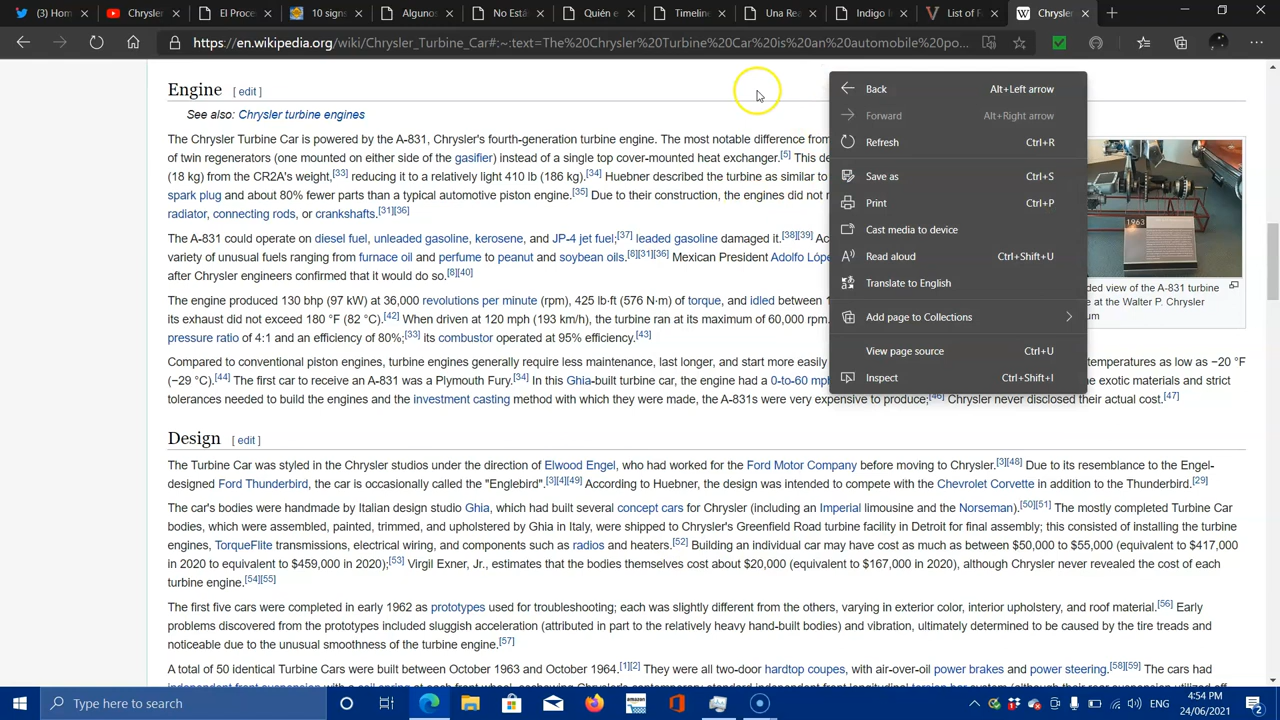 (3) Hom
Chrysler
El Proce
10 signs
Algunos
No Está
Quién e
Timeline
Una Rec
Indigo le
List of F
Chrysler
https://en.wikipedia.org/wiki/Chrysler_Turbine_Car#:~:text=The%20Chrysler%20Turbine%20Car%20is%20an%20automobile%20po...
Engine [ edit ]
See also: Chrysler turbine engines
The Chrysler Turbine Car is powered by the A-831, Chrysler's fourth-generation turbine engine. The most notable difference from
of twin regenerators (one mounted on either side of the gasifier) instead of a single top cover-mounted heat exchanger.[5] This de
(18 kg) from the CR2A's weight,[33] reducing it to a relatively light 410 lb (186 kg).[34] Huebner described the turbine as similar to
spark plug and about 80% fewer parts than a typical automotive piston engine.[35] Due to their construction, the engines did not r
radiator, connecting rods, or crankshafts.[31][36]
The A-831 could operate on diesel fuel, unleaded gasoline, kerosene, and JP-4 jet fuel;[37] leaded gasoline damaged it.[38][39] Ac
variety of unusual fuels ranging from furnace oil and perfume to peanut and soybean oils.[8][31][36] Mexican President Adolfo Lópe
after Chrysler engineers confirmed that it would do so.[8][40]
The engine produced 130 bhp (97 kW) at 36,000 revolutions per minute (rpm), 425 lb·ft (576 N·m) of torque, and idled between 1
its exhaust did not exceed 180 °F (82 °C).[42] When driven at 120 mph (193 km/h), the turbine ran at its maximum of 60,000 rpm.
pressure ratio of 4:1 and an efficiency of 80%;[33] its combustor operated at 95% efficiency.[43]
Compared to conventional piston engines, turbine engines generally require less maintenance, last longer, and start more easily
temperatures as low as −20 °F
(−29 °C).[44] The first car to receive an A-831 was a Plymouth Fury.[34] In this Ghia-built turbine car, the engine had a 0-to-60 mph
exotic materials and strict
tolerances needed to build the engines and the investment casting method with which they were made, the A-831s were very expensive to produce;[46] Chrysler never disclosed their actual cost.[47]
Back Alt+Left arrow
Forward Alt+Right arrow
Refresh Ctrl+R
Save as Ctrl+S
Print Ctrl+P
Cast media to device
Read aloud Ctrl+Shift+U
Translate to English
Add page to Collections
View page source Ctrl+U
Inspect Ctrl+Shift+I
1963
ded view of the A-831 turbine
e at the Walter P. Chrysler
um
Design [ edit ]
The Turbine Car was styled in the Chrysler studios under the direction of Elwood Engel, who had worked for the Ford Motor Company before moving to Chrysler.[3][48] Due to its resemblance to the Engel-
designed Ford Thunderbird, the car is occasionally called the "Englebird".[3][4][49] According to Huebner, the design was intended to compete with the Chevrolet Corvette in addition to the Thunderbird.[29]
The car's bodies were handmade by Italian design studio Ghia, which had built several concept cars for Chrysler (including an Imperial limousine and the Norseman).[50][51] The mostly completed Turbine Car
bodies, which were assembled, painted, trimmed, and upholstered by Ghia in Italy, were shipped to Chrysler's Greenfield Road turbine facility in Detroit for final assembly; this consisted of installing the turbine
engines, TorqueFlite transmissions, electrical wiring, and components such as radios and heaters.[52] Building an individual car may have cost as much as between $50,000 to $55,000 (equivalent to $417,000
in 2020 to equivalent to $459,000 in 2020);[53] Virgil Exner, Jr., estimates that the bodies themselves cost about $20,000 (equivalent to $167,000 in 2020), although Chrysler never revealed the cost of each
turbine engine.[54][55]
The first five cars were completed in early 1962 as prototypes used for troubleshooting; each was slightly different from the others, varying in exterior color, interior upholstery, and roof material.[56] Early
problems discovered from the prototypes included sluggish acceleration (attributed in part to the relatively heavy hand-built bodies) and vibration, ultimately determined to be caused by the tire treads and
noticeable due to the unusual smoothness of the turbine engine.[57]
A total of 50 identical Turbine Cars were built between October 1963 and October 1964.[1][2] They were all two-door hardtop coupes, with air-over-oil power brakes and power steering.[58][59] The cars had
Type here to search
amazon
ENG
4:54 PM
24/06/2021
2